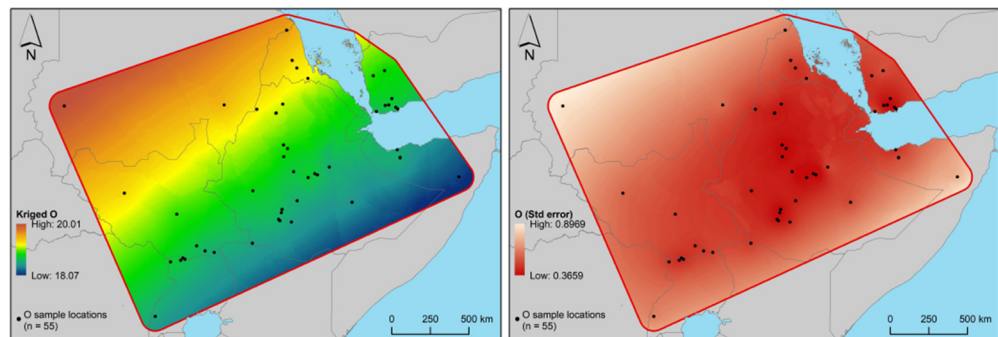 N
Kriged O
High: 20.01
Low: 18.07
O sample locations
(n = 55)
0 250 500 km
N
O (Std error)
High: 0.8969
Low: 0.3659
O sample locations
(n = 55)
0 250 500 km